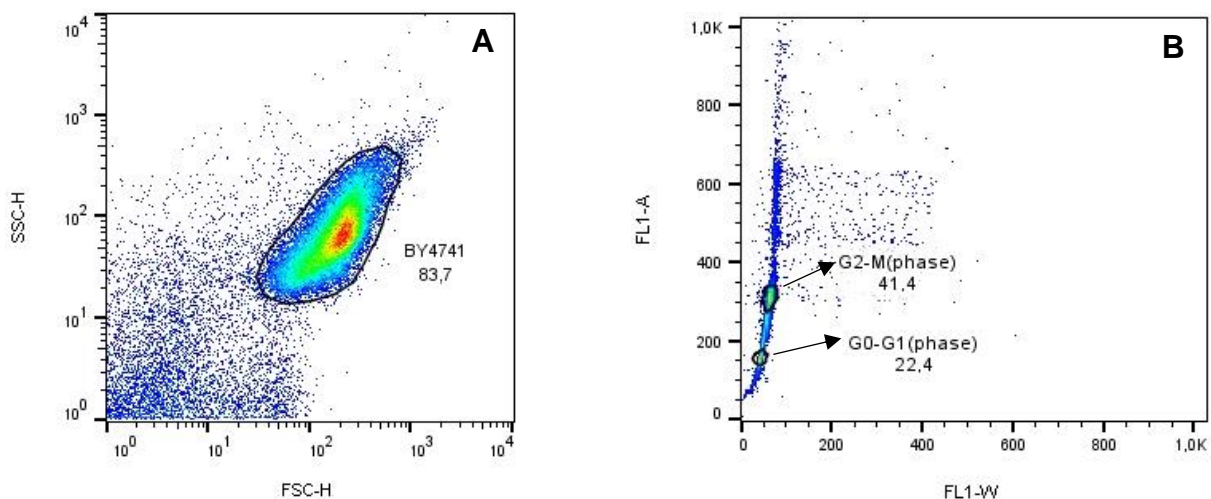 A
10^4
10^3
10^2
10^1
10^0
SSC-H
BY4741
83,7
10^0 10^1 10^2 10^3 10^4
FSC-H
B
1,0K
800
600
400
200
0
FL1-A
G2-M(phase)
41,4
G0-G1(phase)
22,4
0 200 400 600 800 1,0K
FL1-W